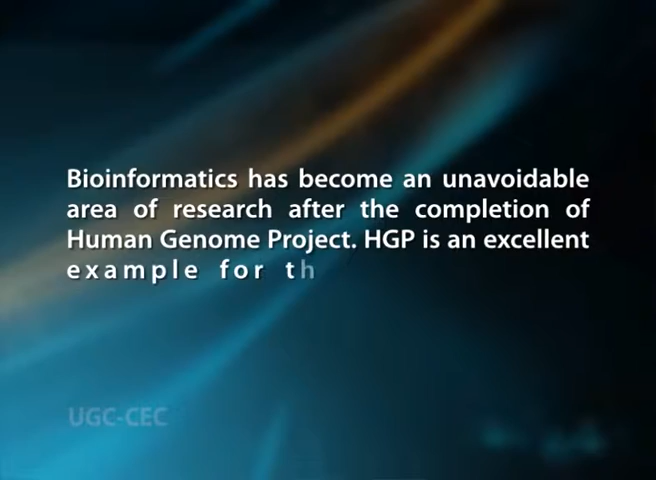 Bioinformatics has become an unavoidable
area of research after the completion of
Human Genome Project. HGP is an excellent
example for th
UGC-CEC